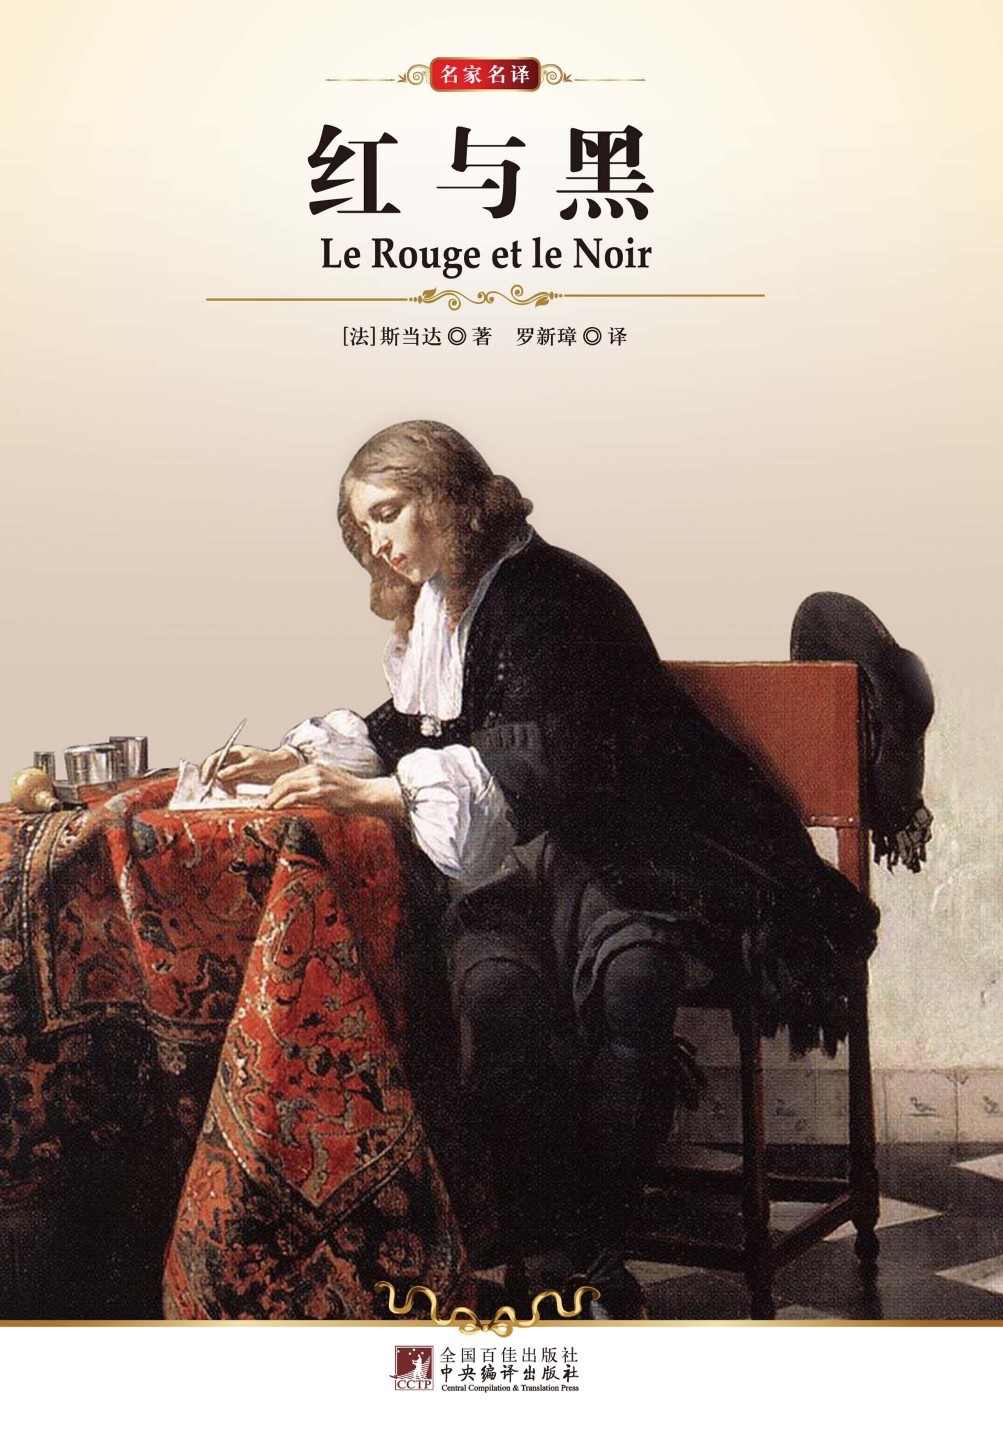 名家名译
红与黑
Le Rouge et le Noir
[法]斯当达◎著　罗新璋◎译
全国百佳出版社
中央编译出版社
CCTP
Central Compilation & Translation Press